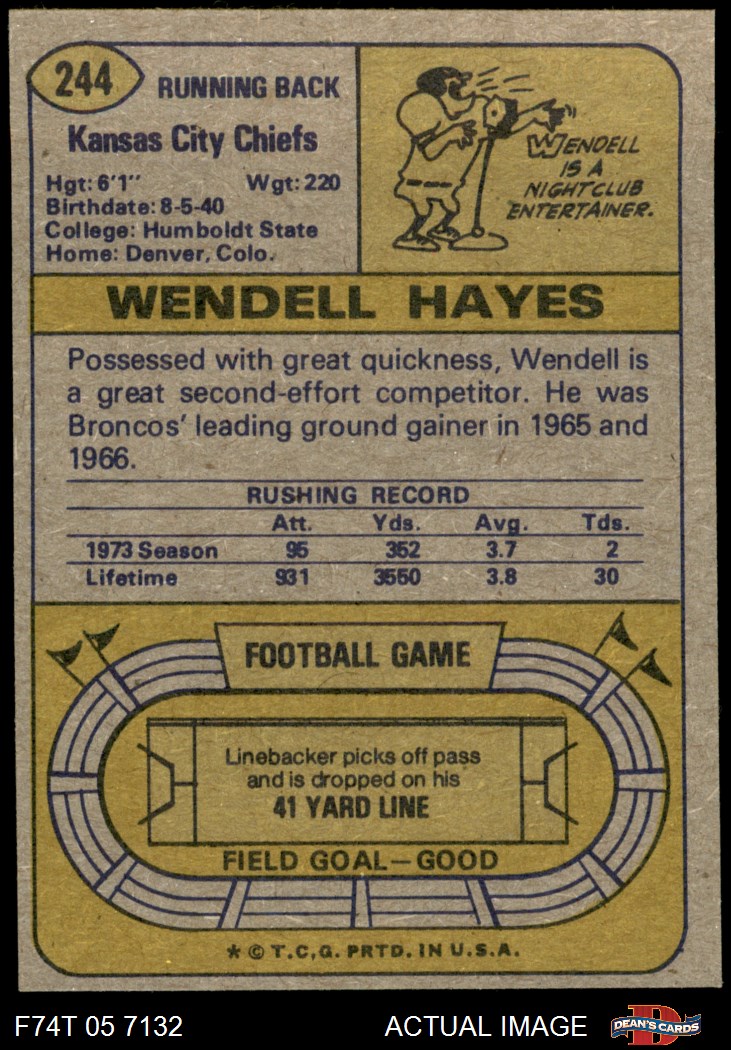 244
RUNNING BACK
Kansas City Chiefs
Hgt: 6'1" Wgt: 220
Birthdate: 8-5-40
College: Humboldt State
Home: Denver, Colo.
WENDELL
IS A
NIGHTCLUB
ENTERTAINER.
WENDELL HAYES
Possessed with great quickness, Wendell is
a great second-effort competitor. He was
Broncos' leading ground gainer in 1965 and
1966.
RUSHING RECORD
Att. Yds. Avg. Tds.
1973 Season 95 352 3.7 2
Lifetime 931 3550 3.8 30
FOOTBALL GAME
Linebacker picks off pass
and is dropped on his
41 YARD LINE
FIELD GOAL—GOOD
* © T.C.G. PRTD. IN U.S.A.
F74T 05 7132 ACTUAL IMAGE
D
DEAN'S CARDS